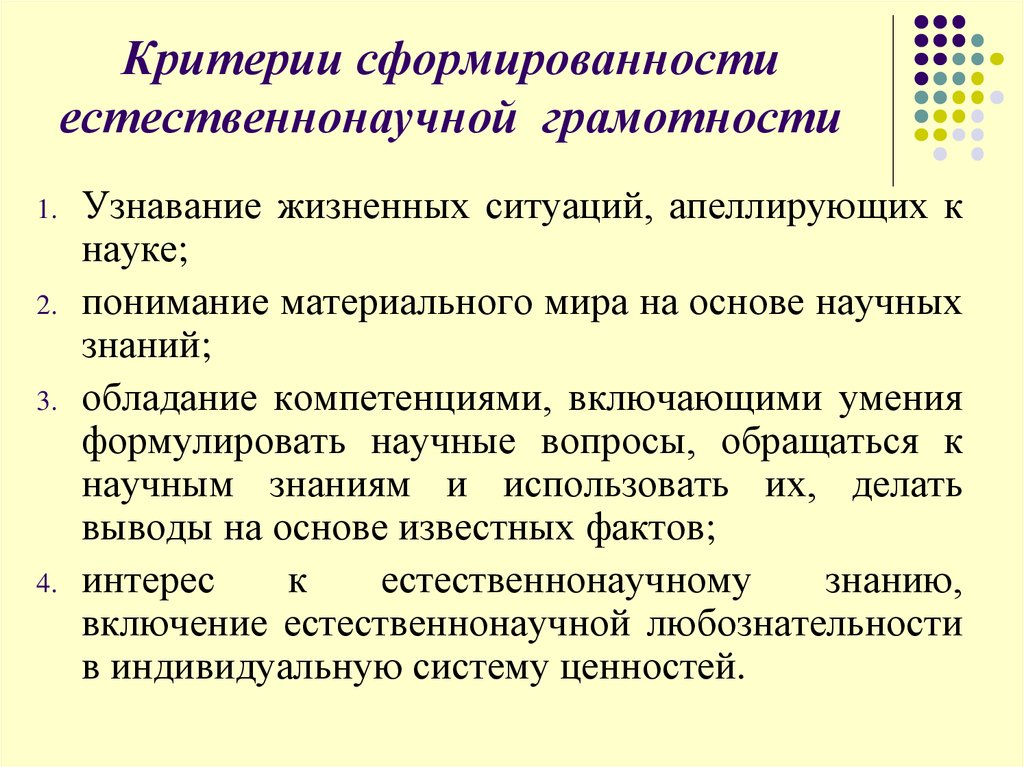 Критерии сформированности
естественнонаучной грамотности
1. Узнавание жизненных ситуаций, апеллирующих к
науке;
2. понимание материального мира на основе научных
знаний;
3. обладание компетенциями, включающими умения
формулировать научные вопросы, обращаться к
научным знаниям и использовать их, делать
выводы на основе известных фактов;
4. интерес к естественнонаучному знанию,
включение естественнонаучной любознательности
в индивидуальную систему ценностей.